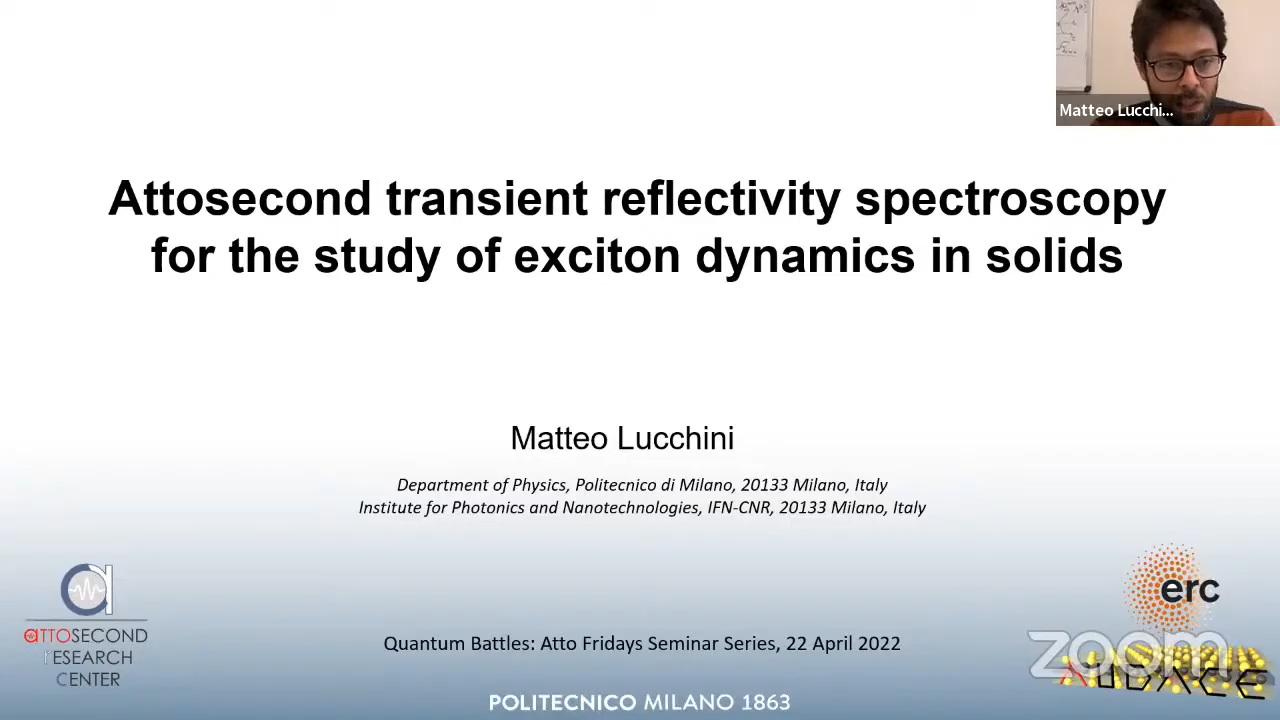 Matteo Lucchi...
Attosecond transient reflectivity spectroscopy
for the study of exciton dynamics in solids
Matteo Lucchini
Department of Physics, Politecnico di Milano, 20133 Milano, Italy
Institute for Photonics and Nanotechnologies, IFN-CNR, 20133 Milano, Italy
aTTOSECOND
rESEARCH
CENTER
Quantum Battles: Atto Fridays Seminar Series, 22 April 2022
erc
zoom
AUDACE
POLITECNICO MILANO 1863